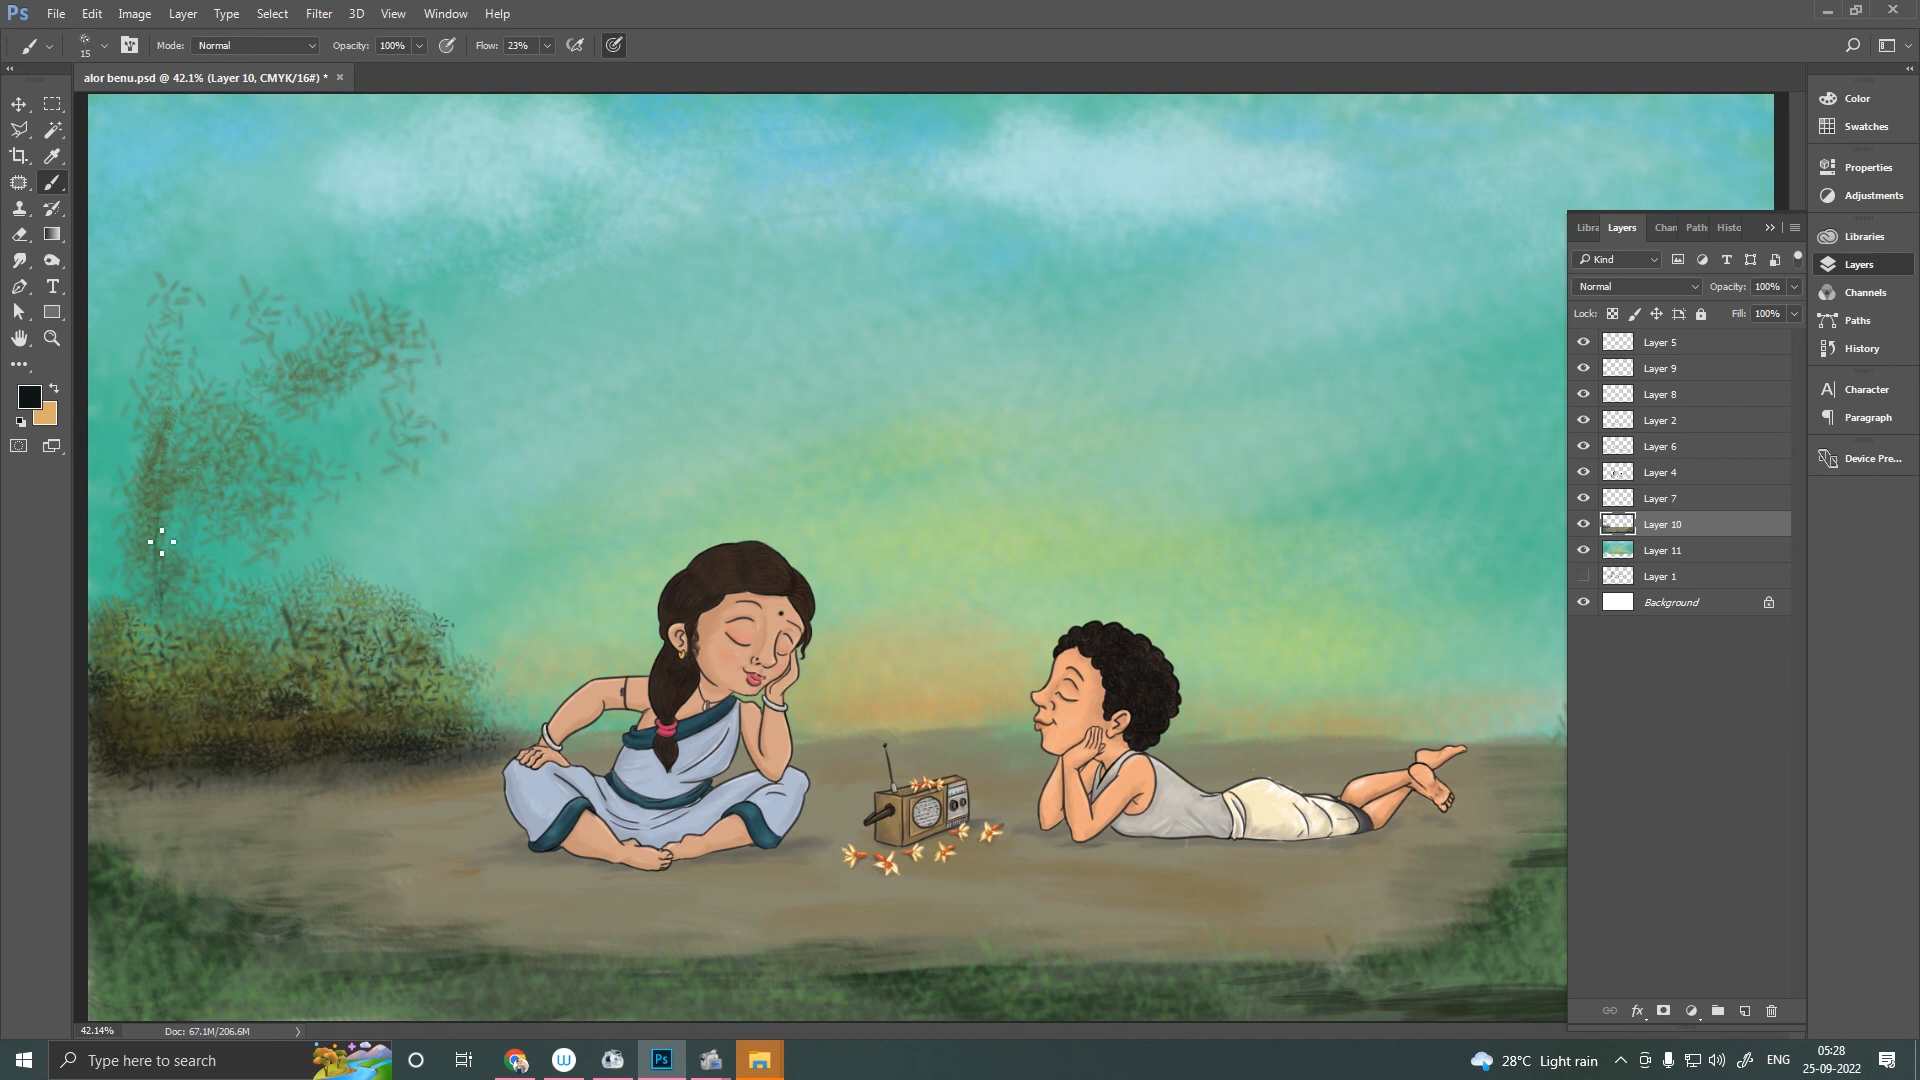 Ps File Edit Image Layer Type Select Filter 3D View Window Help
15 Mode: Normal Opacity: 100% Flow: 23%
alor benu.psd @ 42.1% (Layer 10, CMYK/16#) * ×
Color
Swatches
Properties
Adjustments
Libraries
Layers
Channels
Paths
History
Character
Paragraph
Device Pre...
Libra Layers Chan Path Histo
Kind
Normal Opacity: 100%
Lock: Fill: 100%
Layer 5
Layer 9
Layer 8
Layer 2
Layer 6
Layer 4
Layer 7
Layer 10
Layer 11
Layer 1
Background
fx
42.14% Doc: 67.1M/206.6M
Type here to search
Ps
28°C Light rain ENG 05:28
25-09-2022